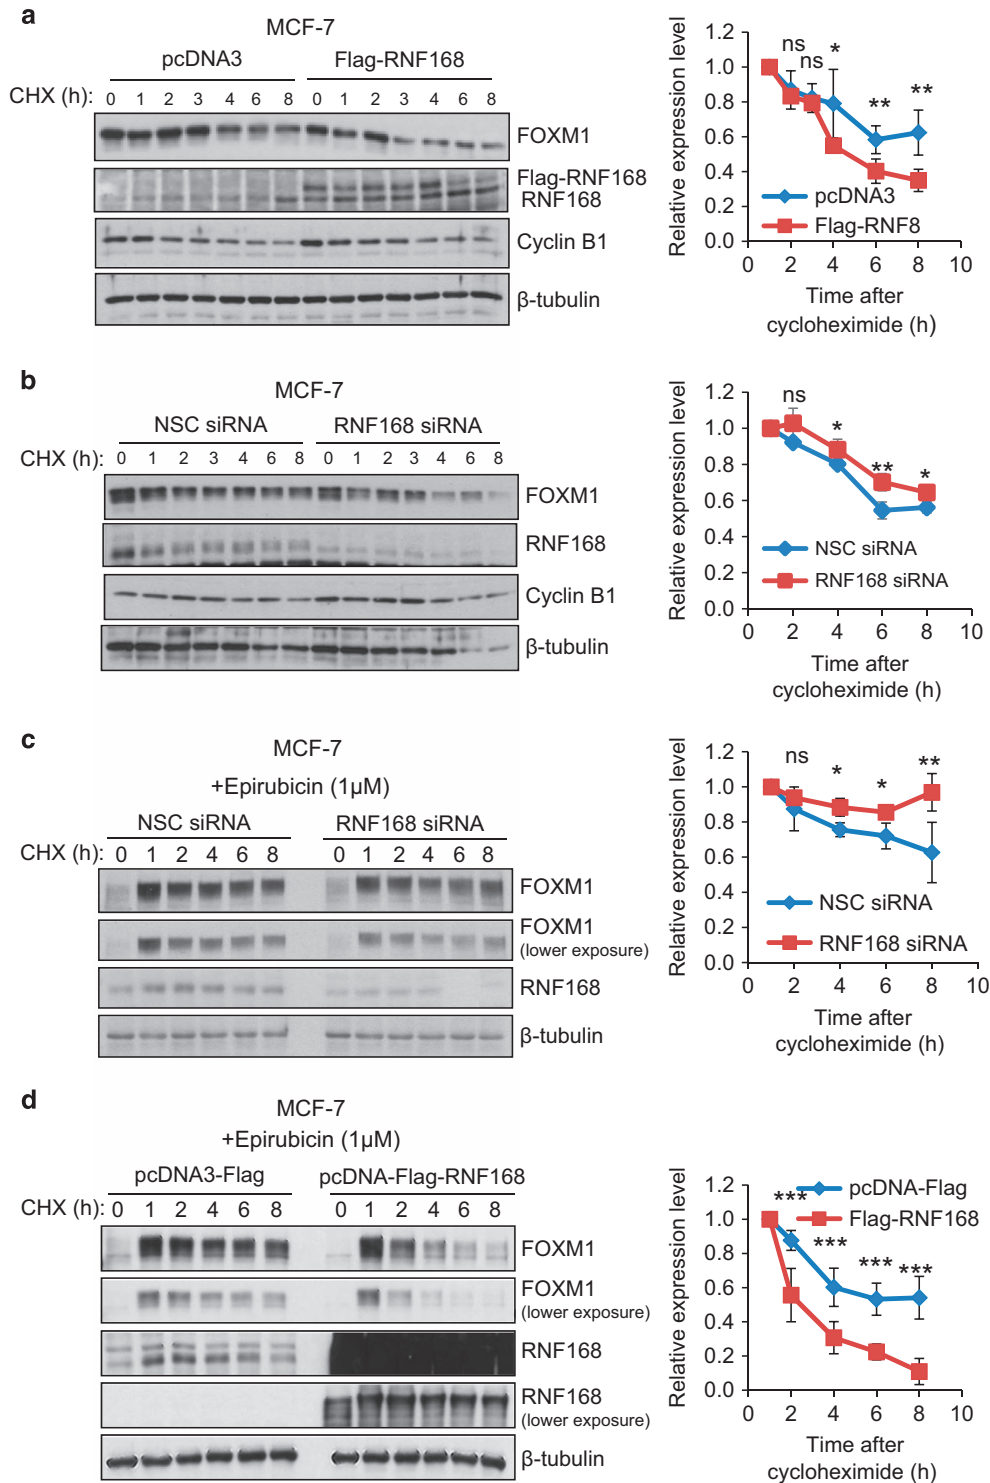 a
MCF-7
pcDNA3 Flag-RNF168
CHX (h): 0 1 2 3 4 6 8 0 1 2 3 4 6 8
FOXM1
Flag-RNF168
RNF168
Cyclin B1
β-tubulin
Relative expression level
1.2
1.0
0.8
0.6
0.4
0.2
0.0
ns
ns
*
**
**
pcDNA3
Flag-RNF8
0 2 4 6 8 10
Time after
cycloheximide (h)
b
MCF-7
NSC siRNA RNF168 siRNA
CHX (h): 0 1 2 3 4 6 8 0 1 2 3 4 6 8
FOXM1
RNF168
Cyclin B1
β-tubulin
Relative expression level
1.2
1.0
0.8
0.6
0.4
0.2
0.0
ns
*
**
*
NSC siRNA
RNF168 siRNA
0 2 4 6 8 10
Time after
cycloheximide (h)
c
MCF-7
+Epirubicin (1µM)
NSC siRNA RNF168 siRNA
CHX (h): 0 1 2 4 6 8 0 1 2 4 6 8
FOXM1
FOXM1
(lower exposure)
RNF168
β-tubulin
Relative expression level
1.2
1.0
0.8
0.6
0.4
0.2
0.0
ns
*
*
**
NSC siRNA
RNF168 siRNA
0 2 4 6 8 10
Time after
cycloheximide (h)
d
MCF-7
+Epirubicin (1µM)
pcDNA3-Flag pcDNA-Flag-RNF168
CHX (h): 0 1 2 4 6 8 0 1 2 4 6 8
FOXM1
FOXM1
(lower exposure)
RNF168
RNF168
(lower exposure)
β-tubulin
Relative expression level
1.2
1.0
0.8
0.6
0.4
0.2
0.0
***
***
***
***
pcDNA-Flag
Flag-RNF168
0 2 4 6 8 10
Time after
cycloheximide (h)